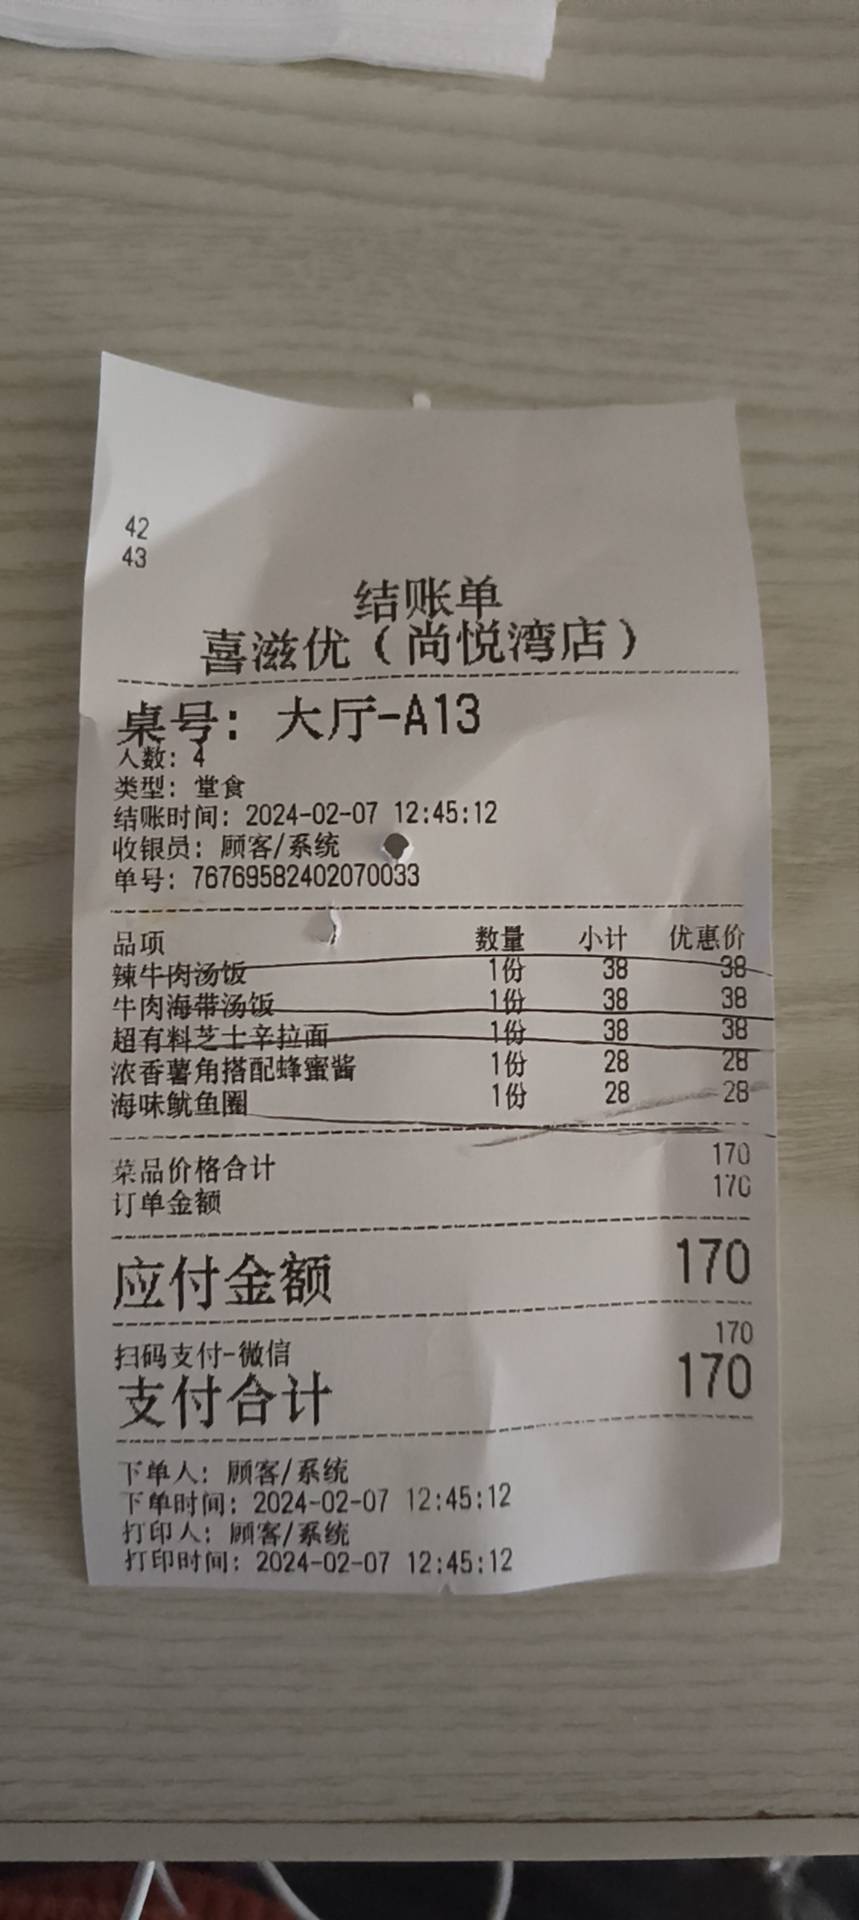 42
43
结账单
喜滋优（尚悦湾店）
桌号: 大厅-A13
人数: 4
类型: 堂食
结账时间: 2024-02-07 12:45:12
收银员: 顾客/系统
单号: 76769582402070033
品项 数量 小计 优惠价
辣牛肉汤饭 1份 38 38
牛肉海带汤饭 1份 38 38
超有料芝士辛拉面 1份 38 38
浓香薯角搭配蜂蜜酱 1份 28 28
海味鱿鱼圈 1份 28 28
菜品价格合计 170
订单金额 170
应付金额 170
扫码支付-微信 170
支付合计 170
下单人: 顾客/系统
下单时间: 2024-02-07 12:45:12
打印人: 顾客/系统
打印时间: 2024-02-07 12:45:12